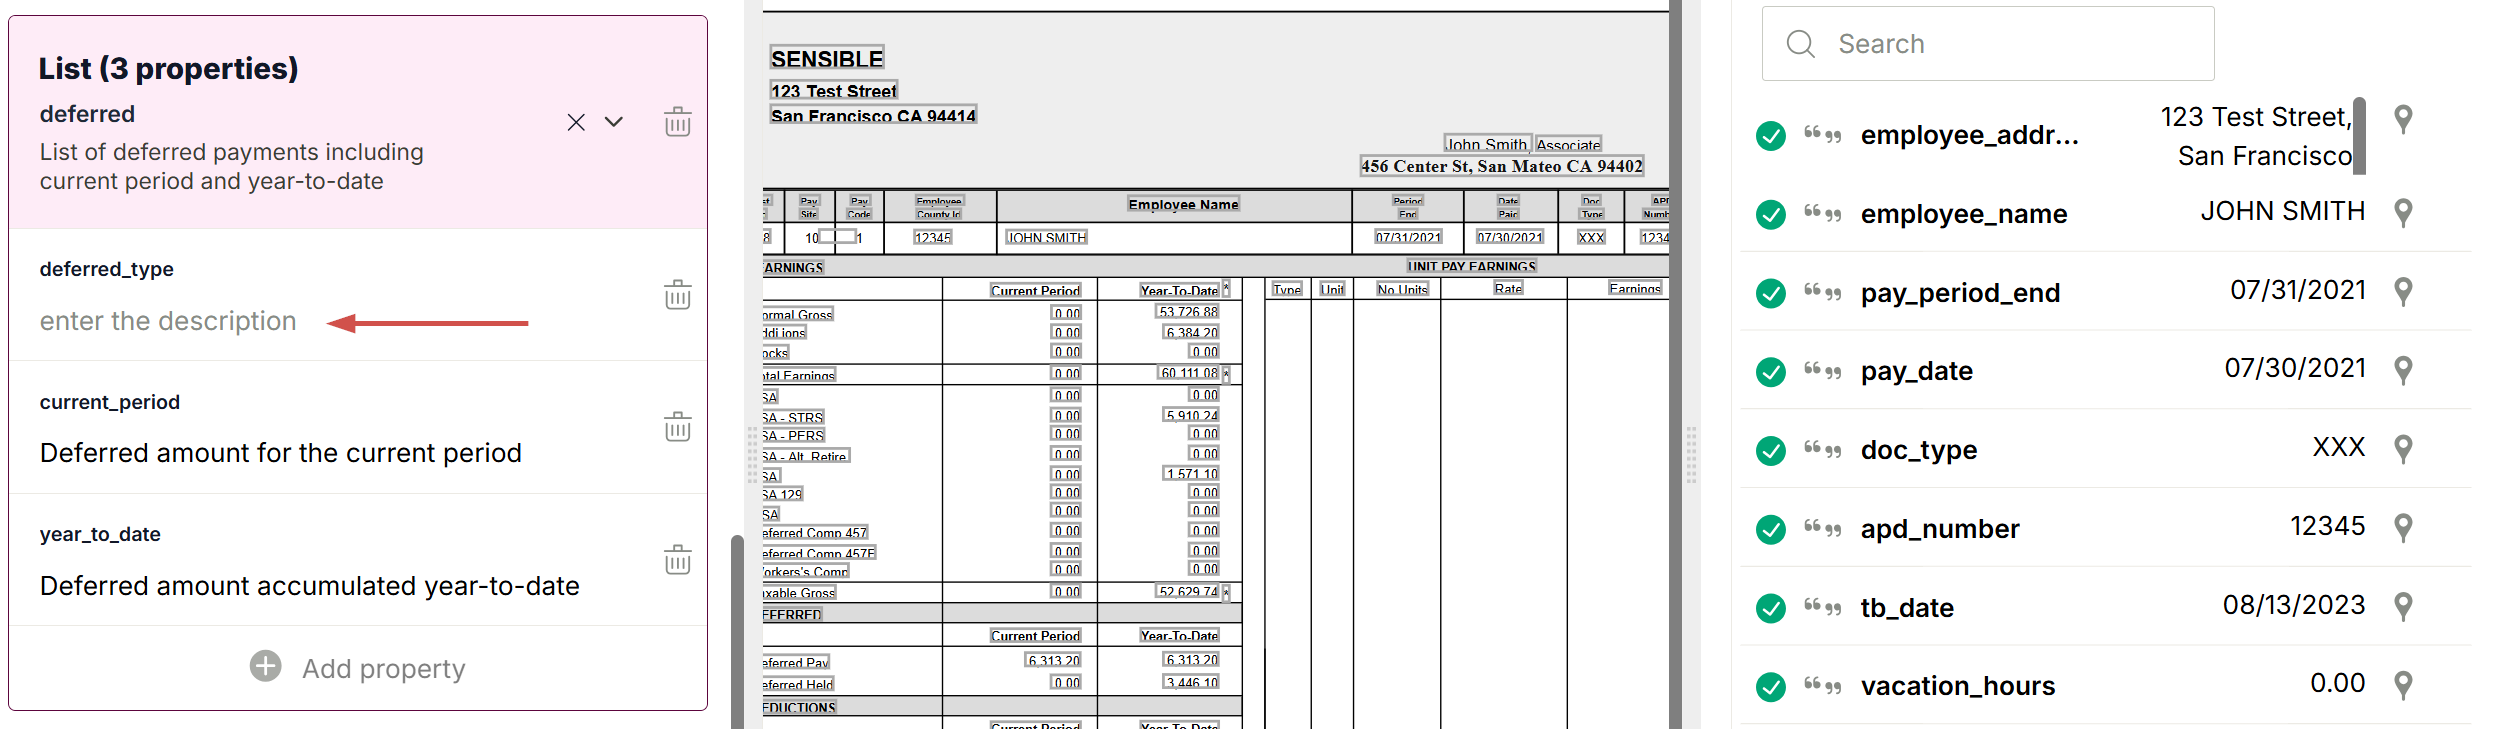 List (3 properties)
deferred
List of deferred payments including
current period and year-to-date
deferred_type
enter the description
current_period
Deferred amount for the current period
year_to_date
Deferred amount accumulated year-to-date
Add property
SENSIBLE
123 Test Street
San Francisco CA 94414
John Smith, Associate
456 Center St, San Mateo CA 94402
Pay Site
Pay Code
Employee County Id
Employee Name
Period End
Date Paid
Doc Type
10 1 12345 JOHN SMITH 07/31/2021 07/30/2021 XXX 1234
ARNINGS UNIT PAY EARNINGS
Current Period Year-To-Date * Type Unit No Units Rate Earnings
ormal Gross 0.00 53,726.88
0.00 6,384.20
ocks 0.00 0.00
otal Earnings 0.00 60,111.08 *
SA 0.00 0.00
SA - STRS 0.00 5,910.24
SA - PERS 0.00 0.00
SA - Alt. Retire 0.00 0.00
SA 0.00 1,571.10
SA 129 0.00 0.00
SA 0.00 0.00
eferred Comp 457 0.00 0.00
eferred Comp 457F 0.00 0.00
orkers's Comp 0.00 0.00
axable Gross 0.00 52,629.74 *
EFERRED
Current Period Year-To-Date
eferred Pay 6,313.20 6,313.20
eferred Held 0.00 3,446.10
EDUCTIONS
Current Period Year-To-Date
Search
employee_addr... 123 Test Street,
San Francisco
employee_name JOHN SMITH
pay_period_end 07/31/2021
pay_date 07/30/2021
doc_type XXX
apd_number 12345
tb_date 08/13/2023
vacation_hours 0.00